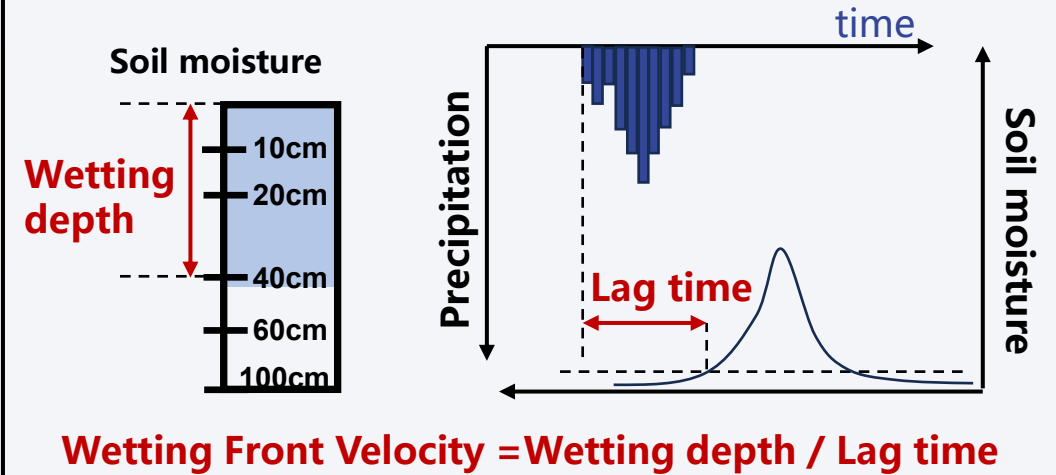 Soil moisture
Wetting
depth
10cm
20cm
40cm
60cm
100cm
time
Precipitation
Lag time
Soil moisture
Wetting Front Velocity =Wetting depth / Lag time